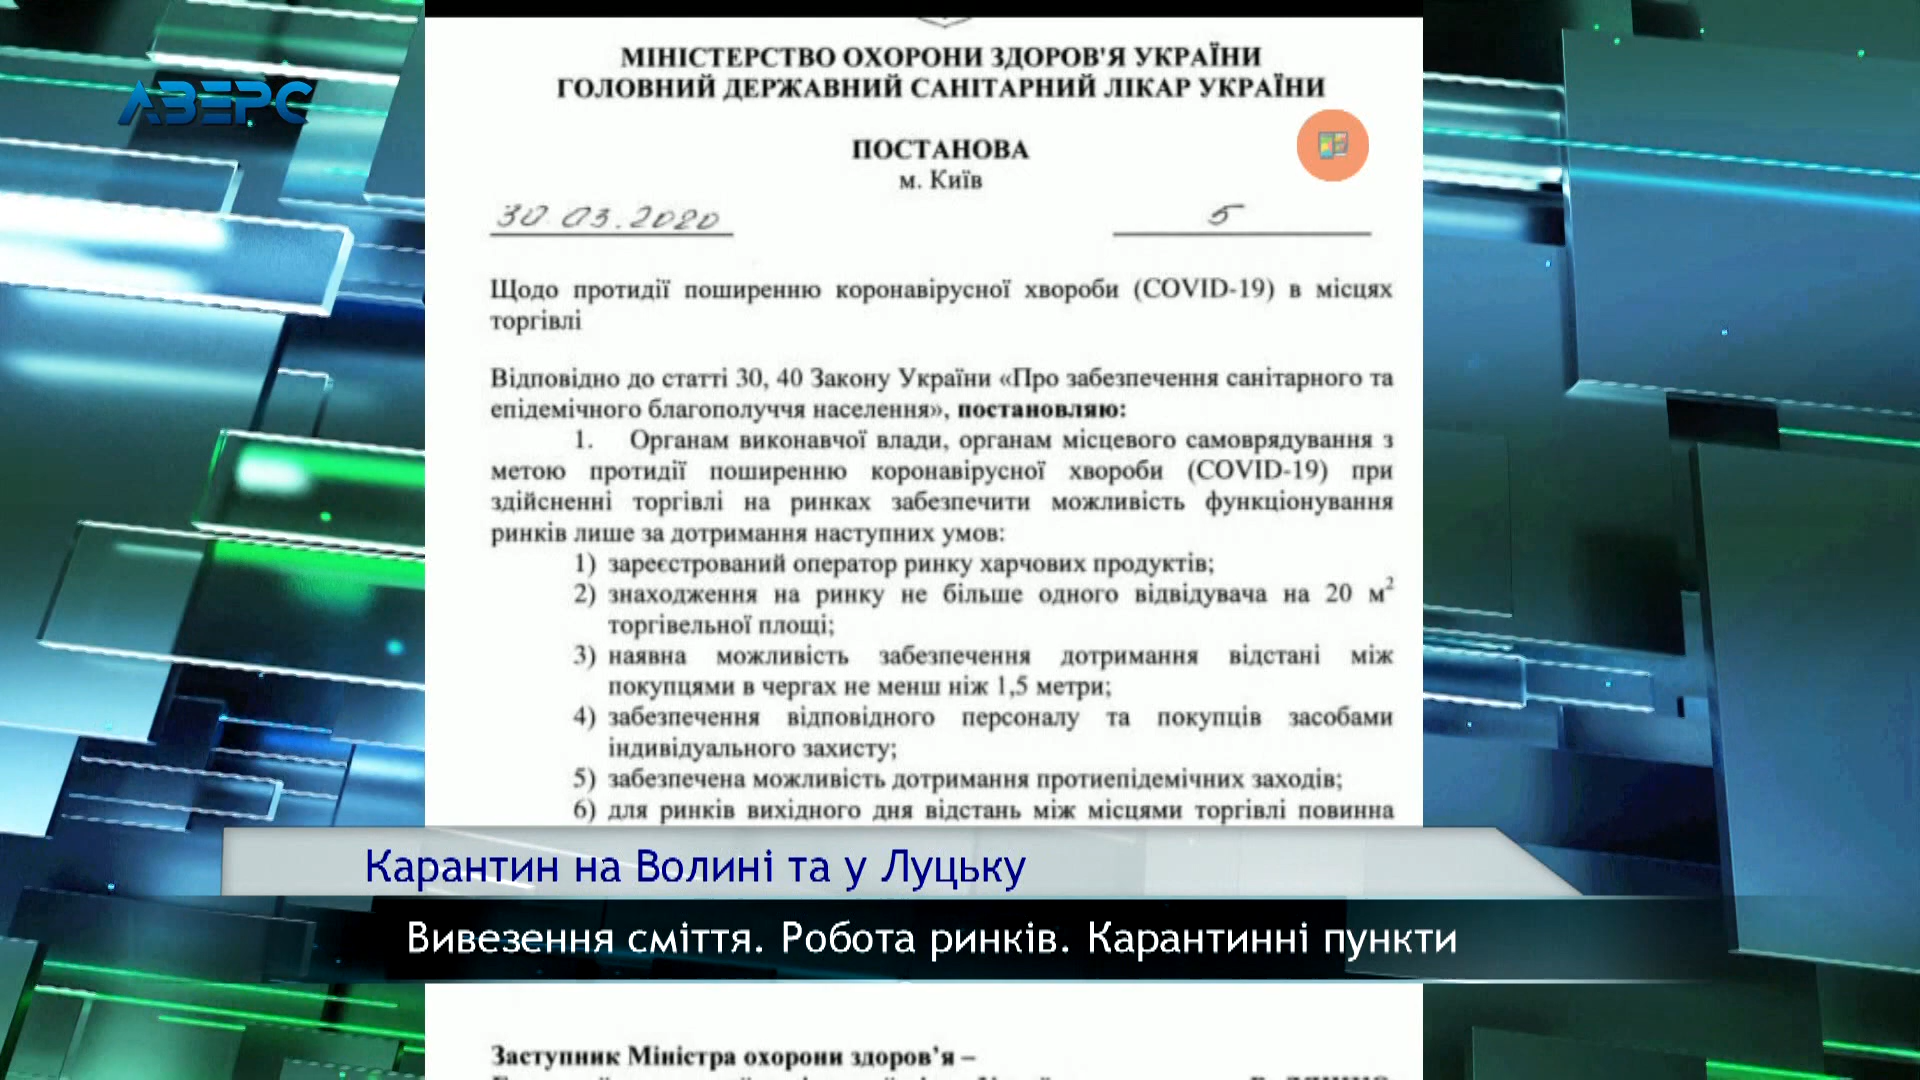 МІНІСТЕРСТВО ОХОРОНИ ЗДОРОВ'Я УКРАЇНИ
ГОЛОВНИЙ ДЕРЖАВНИЙ САНІТАРНИЙ ЛІКАР УКРАЇНИ
АВЕРС
ПОСТАНОВА
м. Київ
30 03.2020 5
Щодо протидії поширенню коронавірусної хвороби (COVID-19) в місцях
торгівлі
Відповідно до статті 30, 40 Закону України «Про забезпечення санітарного та
епідемічного благополуччя населення», постановляю:
1. Органам виконавчої влади, органам місцевого самоврядування з
метою протидії поширенню коронавірусної хвороби (COVID-19) при
здійсненні торгівлі на ринках забезпечити можливість функціонування
ринків лише за дотримання наступних умов:
1) зареєстрований оператор ринку харчових продуктів;
2) знаходження на ринку не більше одного відвідувача на 20 м²
торгівельної площі;
3) наявна можливість забезпечення дотримання відстані між
покупцями в чергах не менш ніж 1,5 метри;
4) забезпечення відповідного персоналу та покупців засобами
індивідуального захисту;
5) забезпечена можливість дотримання протиепідемічних заходів;
6) для ринків вихідного дня відстань між місцями торгівлі повинна
Карантин на Волині та у Луцьку
Вивезення сміття. Робота ринків. Карантинні пункти
Заступник Міністра охорони здоров’я –